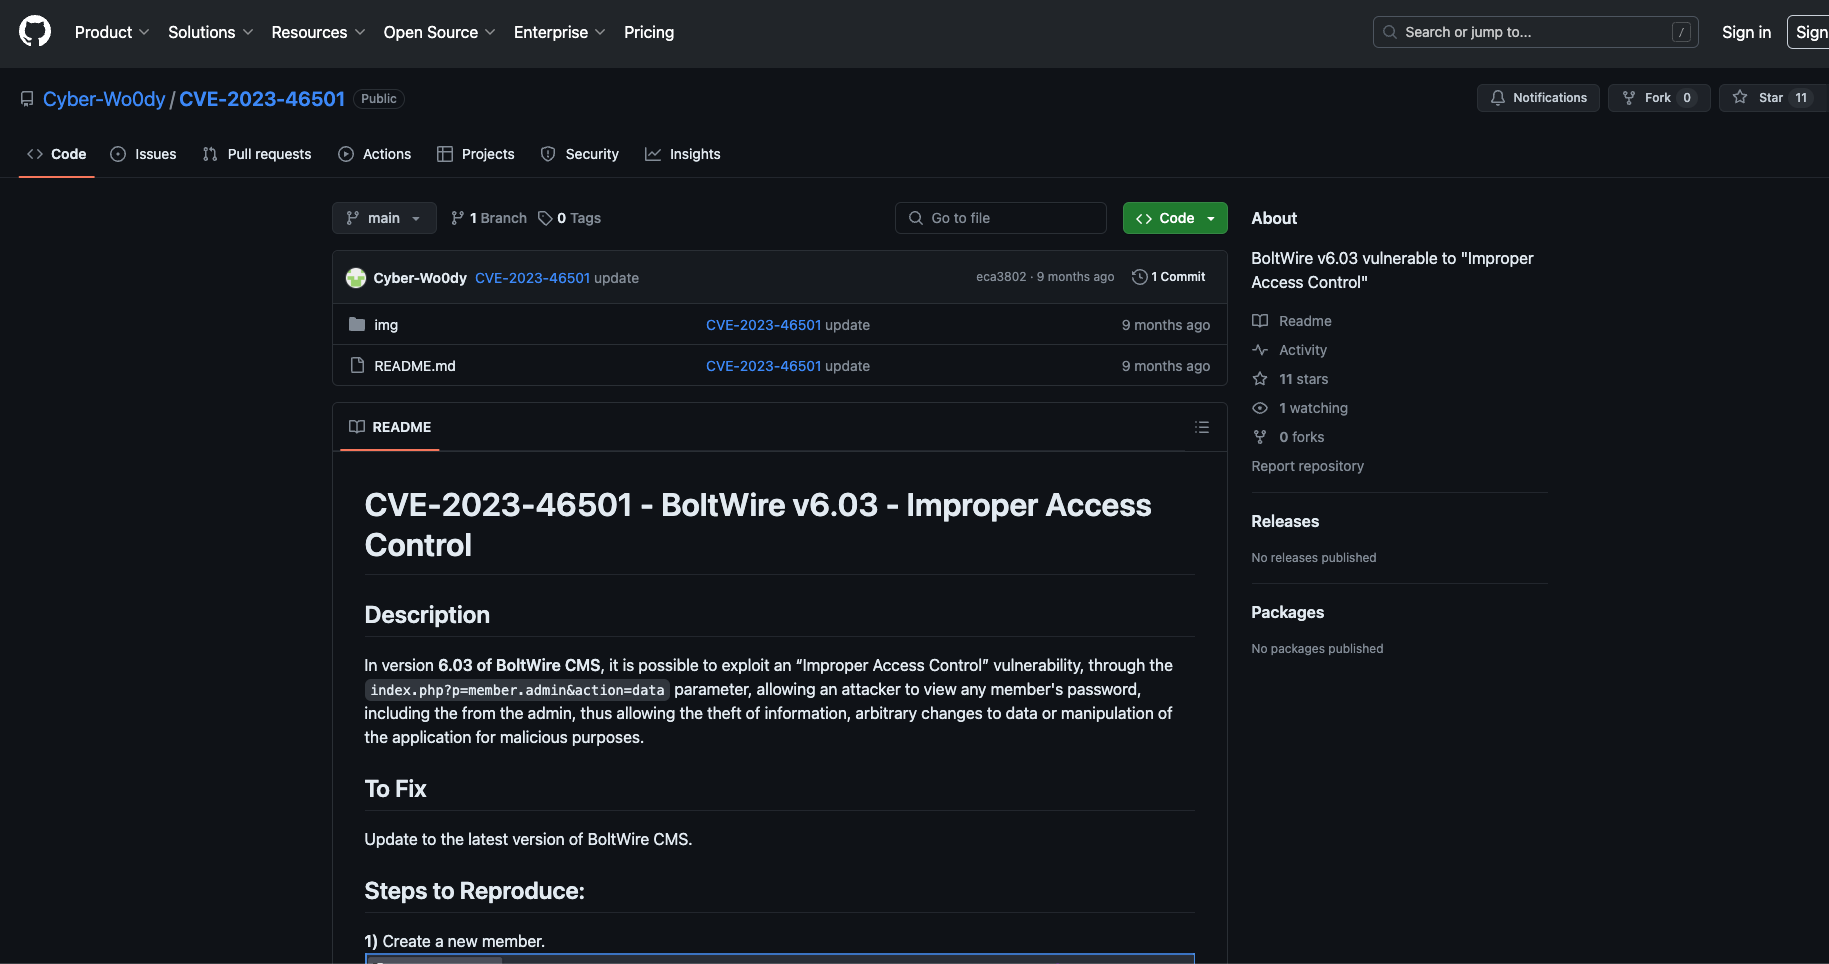 Product Solutions Resources Open Source Enterprise Pricing Search or jump to... / Sign in Sign
Cyber-Wo0dy / CVE-2023-46501 Public Notifications Fork 0 Star 11
Code Issues Pull requests Actions Projects Security Insights
main 1 Branch 0 Tags Go to file Code
Cyber-Wo0dy CVE-2023-46501 update eca3802 · 9 months ago 1 Commit
img CVE-2023-46501 update 9 months ago
README.md CVE-2023-46501 update 9 months ago
README
CVE-2023-46501 - BoltWire v6.03 - Improper Access
Control
Description
In version 6.03 of BoltWire CMS, it is possible to exploit an “Improper Access Control” vulnerability, through the
index.php?p=member.admin&action=data parameter, allowing an attacker to view any member's password,
including the from the admin, thus allowing the theft of information, arbitrary changes to data or manipulation of
the application for malicious purposes.
To Fix
Update to the latest version of BoltWire CMS.
Steps to Reproduce:
1) Create a new member.
About
BoltWire v6.03 vulnerable to "Improper
Access Control"
Readme
Activity
11 stars
1 watching
0 forks
Report repository
Releases
No releases published
Packages
No packages published